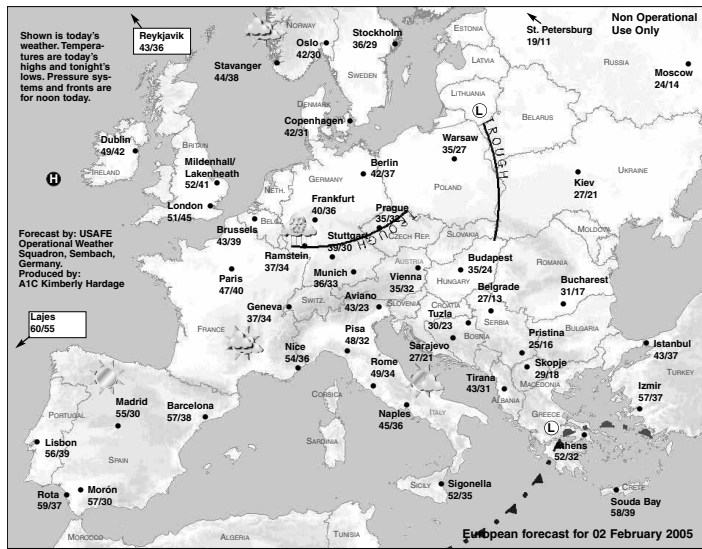 Shown is today's
weather. Tempera-
tures are today's
highs and tonight's
lows. Pressure sys-
tems and fronts are
for noon today.
Reykjavik
43/36
NORWAY
Oslo
42/30
Stockholm
36/29
St. Petersburg
19/11
Non Operational
Use Only
ESTONIA
LATVIA
RUSSIA
Moscow
24/14
Stavanger
44/38
SWEDEN
LITHUANIA
L
BELARUS
DENMARK
Copenhagen
42/31
Dublin
49/42
IRELAND
BRITAIN
Mildenhall/
Lakenheath
52/41
H
London
51/45
NETH.
GERMANY
Berlin
42/37
Warsaw
35/27
POLAND
TROUGH
Kiev
27/21
UKRAINE
Frankfurt
40/36
Prague
35/32
Brussels
43/39
BELG.
Forecast by: USAFE
Operational Weather
Squadron, Sembach,
Germany.
Produced by:
A1C Kimberly Hardage
Ramstein
37/34
Stuttgart
39/30
TROUGH
CZECH REP.
SLOVAKIA
MOLDOVA
Paris
47/40
Munich
36/33
AUSTRIA
Vienna
35/32
Budapest
35/24
HUNGARY
ROMANIA
Bucharest
31/17
Lajes
60/55
FRANCE
Geneva
37/34
SWITZ.
Aviano
43/23
SLOVENIA
CROATIA
Tuzla
30/23
Belgrade
27/13
SERBIA
BOSNIA
BULGARIA
Nice
54/36
Pisa
48/32
Sarajevo
27/21
Pristina
25/16
Skopje
29/18
MACEDONIA
Istanbul
43/37
TURKEY
Rome
49/34
Tirana
43/31
ALBANIA
Izmir
57/37
PORTUGAL
Madrid
55/30
Barcelona
57/38
CORSICA
Naples
45/36
ITALY
GREECE
L
Lisbon
56/39
SPAIN
SARDINIA
Athens
52/32
Rota
59/37
Morón
57/30
SICILY
Sigonella
52/35
CRETE
Souda Bay
58/39
MOROCCO
ALGERIA
TUNISIA
European forecast for 02 February 2005